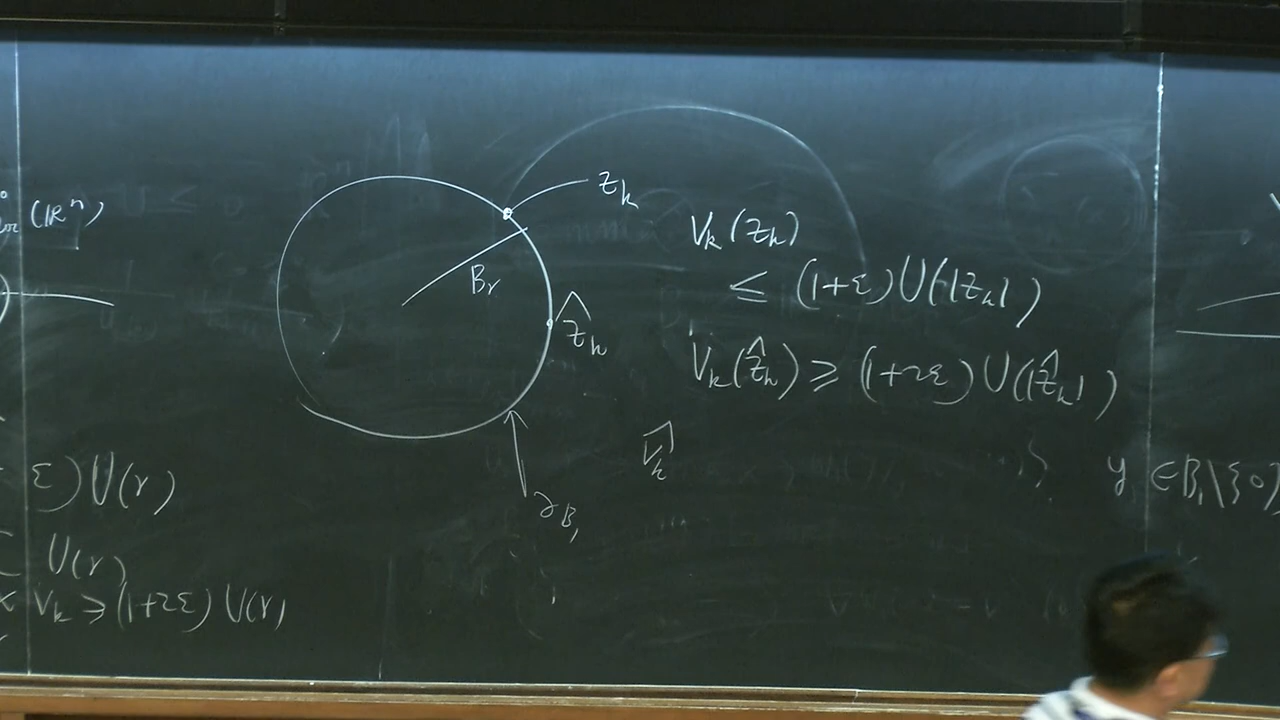 (ℝⁿ)
z_k
B_r
ẑ_k
∂B_1
V_k(z_k)
≤ (1+ε)U(|z_k|)
V_k(ẑ_k) ≥ (1+2ε)U(|ẑ_k|)
V̂_k
ε)U(r)
U(r)
V_k ≥ (1+2ε)U(r)
y ∈ B_1\{0}